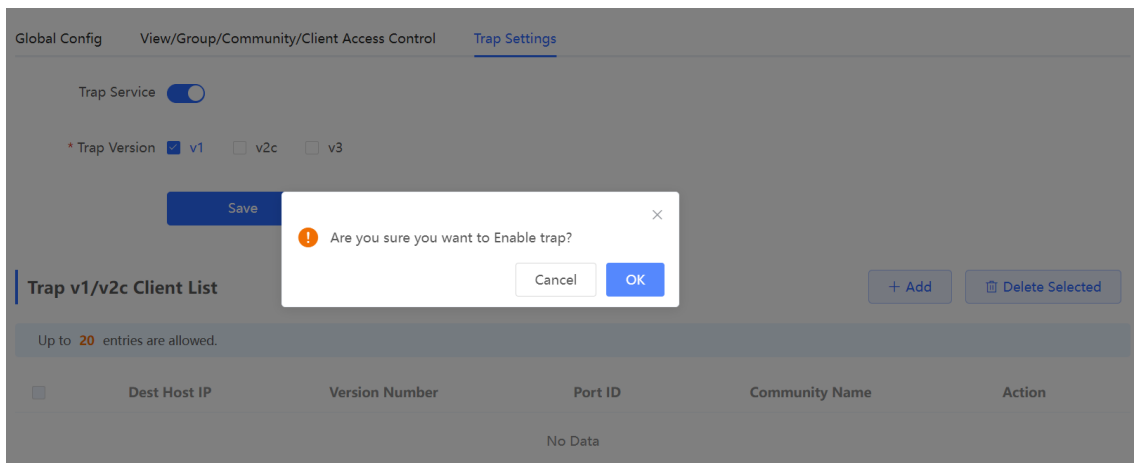 Global Config View/Group/Community/Client Access Control Trap Settings
Trap Service
* Trap Version v1 v2c v3
Save
Are you sure you want to Enable trap?
Cancel OK
Trap v1/v2c Client List + Add Delete Selected
Up to 20 entries are allowed.
Dest Host IP Version Number Port ID Community Name Action
No Data